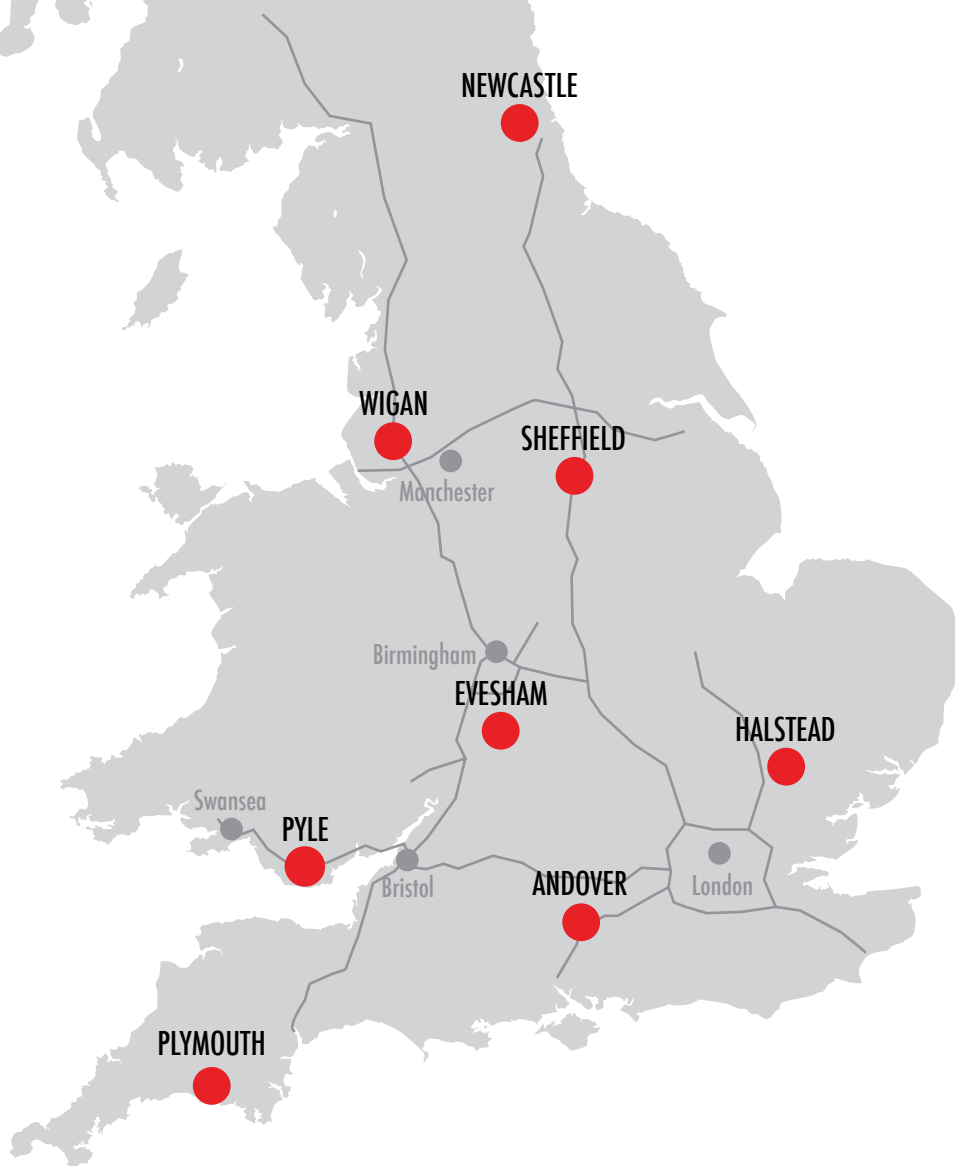 NEWCASTLE
WIGAN
SHEFFIELD
Manchester
Birmingham
EVESHAM
HALSTEAD
Swansea
PYLE
Bristol
ANDOVER
London
PLYMOUTH